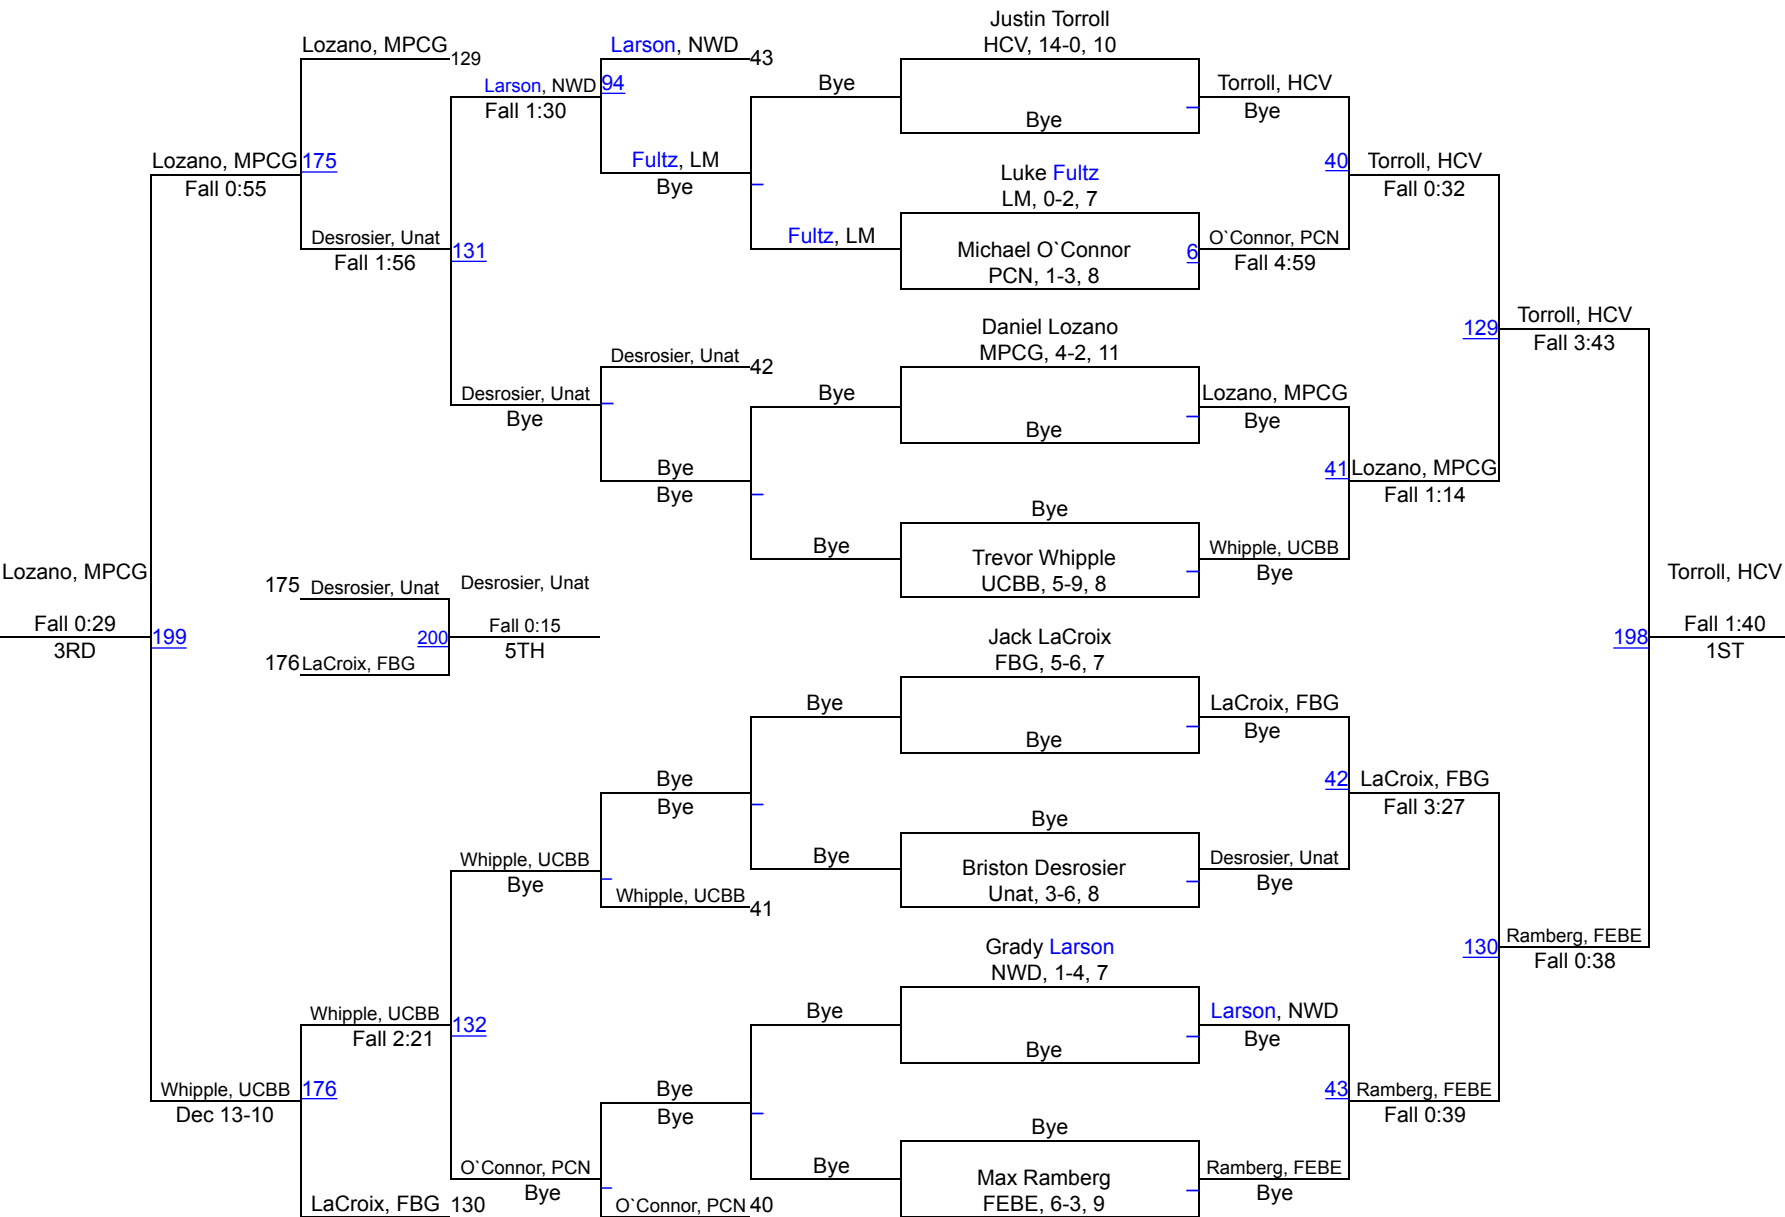 Justin Torroll
HCV, 14-0, 10
Lozano, MPCG
129
Larson, NWD
43
Larson, NWD
94
Fall 1:30
Bye
Bye
Torroll, HCV
Bye
Lozano, MPCG
175
Fall 0:55
Fultz, LM
Bye
Luke Fultz
LM, 0-2, 7
40
Torroll, HCV
Fall 0:32
Desrosier, Unat
Fall 1:56
131
Fultz, LM
Michael O`Connor
PCN, 1-3, 8
6
O`Connor, PCN
Fall 4:59
Daniel Lozano
MPCG, 4-2, 11
129
Torroll, HCV
Fall 3:43
Desrosier, Unat
42
Desrosier, Unat
Bye
Bye
Bye
Lozano, MPCG
Bye
Bye
Bye
41
Lozano, MPCG
Fall 1:14
Bye
Bye
Trevor Whipple
UCBB, 5-9, 8
Whipple, UCBB
Bye
Lozano, MPCG
Fall 0:29
3RD
199
175
Desrosier, Unat
Desrosier, Unat
200
Fall 0:15
5TH
176
LaCroix, FBG
Torroll, HCV
198
Fall 1:40
1ST
Jack LaCroix
FBG, 5-6, 7
Bye
Bye
LaCroix, FBG
Bye
Bye
Bye
42
LaCroix, FBG
Fall 3:27
Bye
Whipple, UCBB
Bye
Bye
Briston Desrosier
Unat, 3-6, 8
Desrosier, Unat
Bye
Whipple, UCBB
41
Grady Larson
NWD, 1-4, 7
130
Ramberg, FEBE
Fall 0:38
Whipple, UCBB
Fall 2:21
132
Bye
Bye
Larson, NWD
Bye
Whipple, UCBB
176
Dec 13-10
Bye
Bye
43
Ramberg, FEBE
Fall 0:39
Bye
O`Connor, PCN
Bye
Bye
Max Ramberg
FEBE, 6-3, 9
Ramberg, FEBE
Bye
LaCroix, FBG
130
O`Connor, PCN
40